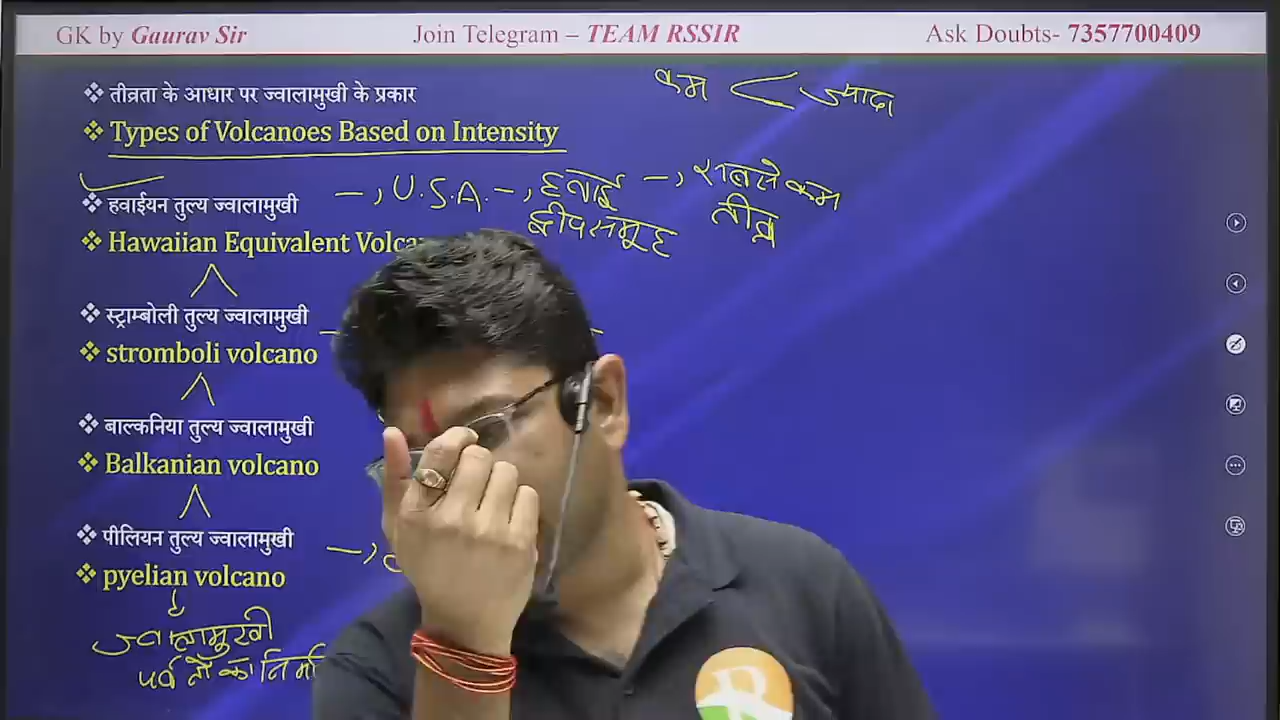 GK by Gaurav Sir
Join Telegram – TEAM RSSIR
Ask Doubts- 7357700409
❖ तीव्रता के आधार पर ज्वालामुखी के प्रकार
कम < ज्यादा
❖ Types of Volcanoes Based on Intensity
❖ हवाईयन तुल्य ज्वालामुखी
U.S.A. हवाई सबसे कम
द्वीपसमूह तीव्र
❖ Hawaiian Equivalent Volca
❖ स्ट्राम्बोली तुल्य ज्वालामुखी
❖ stromboli volcano
❖ बाल्कनिया तुल्य ज्वालामुखी
❖ Balkanian volcano
❖ पीलियन तुल्य ज्वालामुखी
❖ pyelian volcano
ज्वालामुखी
पर्वतों का